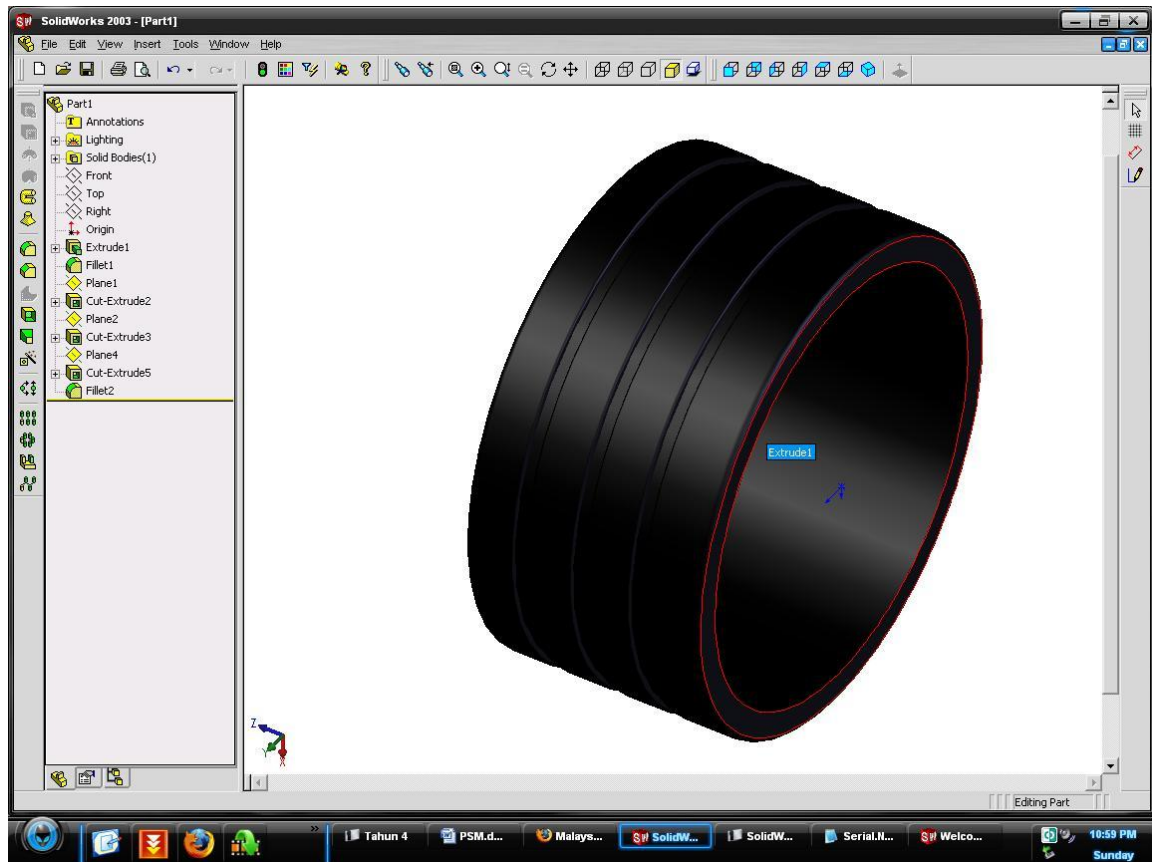 SolidWorks 2003 - [Part1]
File Edit View Insert Tools Window Help
Part1
Annotations
Lighting
Solid Bodies(1)
Front
Top
Right
Origin
Extrude1
Fillet1
Plane1
Cut-Extrude2
Plane2
Cut-Extrude3
Plane4
Cut-Extrude5
Fillet2
Extrude1
Z
Y
X
Editing Part
» Tahun 4 PSM.d... Malays... SolidW... SolidW... Serial.N... Welco... 10:59 PM
Sunday